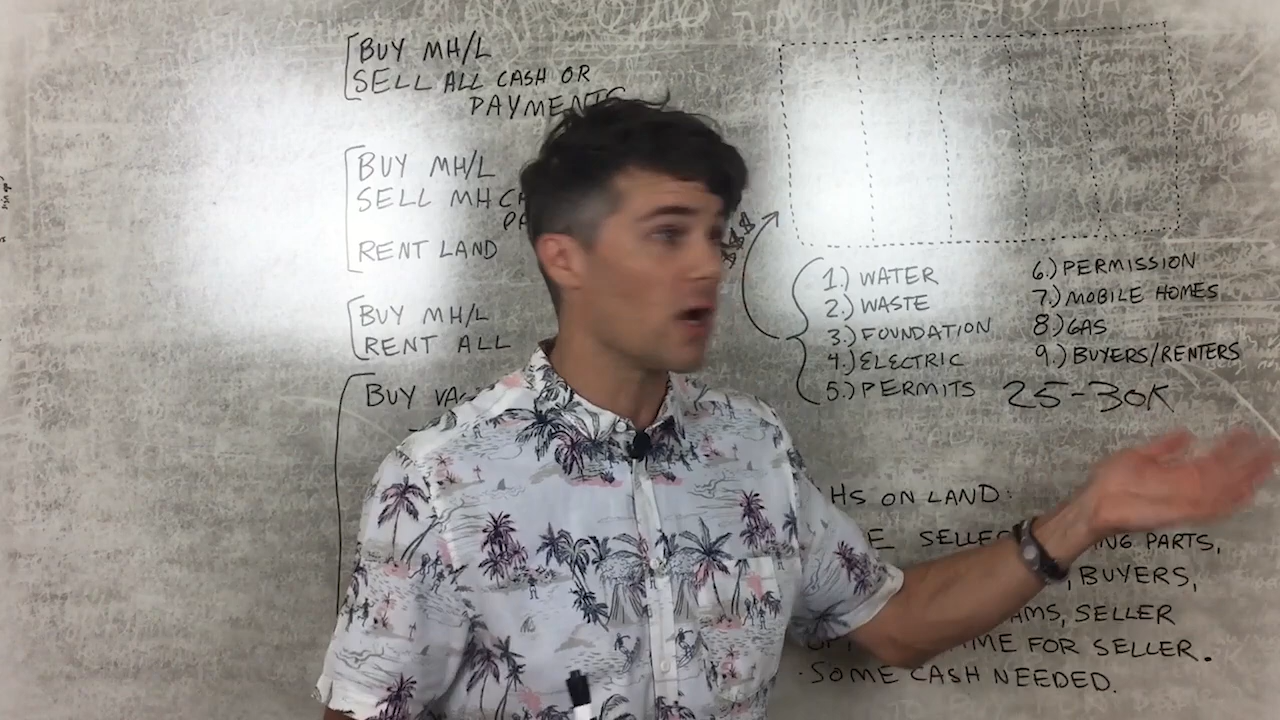 BUY MH/L
SELL ALL CASH OR
PAYMENTS
BUY MH/L
SELL MH
RENT LAND
BUY MH/L
RENT ALL
BUY
$$$
1.) WATER
2.) WASTE
3.) FOUNDATION
4.) ELECTRIC
5.) PERMITS
6.) PERMISSION
7.) MOBILE HOMES
8.) GAS
9.) BUYERS/RENTERS
25-30K
HS ON LAND:
PARTS,
, BUYERS,
SELLER
FOR SELLER.
· SOME CASH NEEDED.